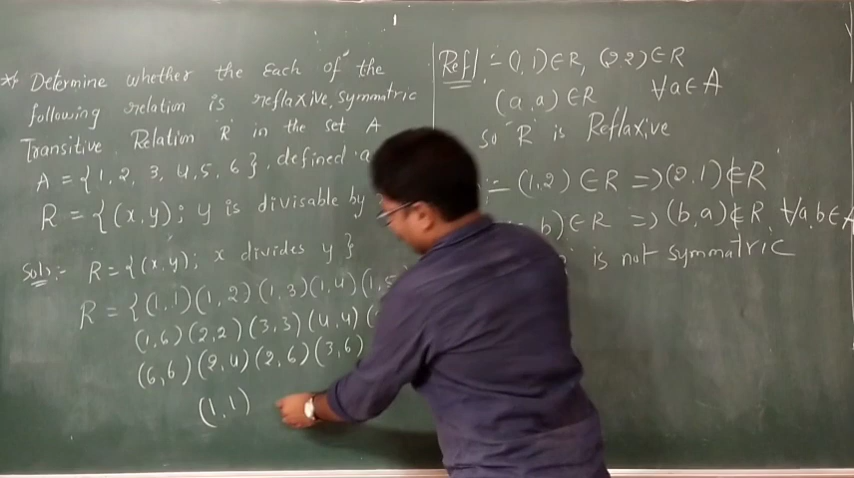 * Determine whether the Each of the
following relation is reflaxive, symmetric
Transitive Relation R in the set A
A = {1, 2, 3, 4, 5, 6}, defined a
R = {(x,y); y is divisable by
Sol:- R = {(x,y); x divides y}
R = {(1,1)(1,2)(1,3)(1,4)(1,5
(1,6)(2,2)(3,3)(4,4)(
(6,6)(2,4)(2,6)(3,6)
(1,1)
Ref:- (1,1)∈R, (2,2)∈R
(a,a)∈R ∀a∈A
so "R" is Reflaxive
:- (1,2)∈R ⇒(2,1)∉R
b)∈R ⇒(b,a)∉R ∀a,b∈A
is not symmatric